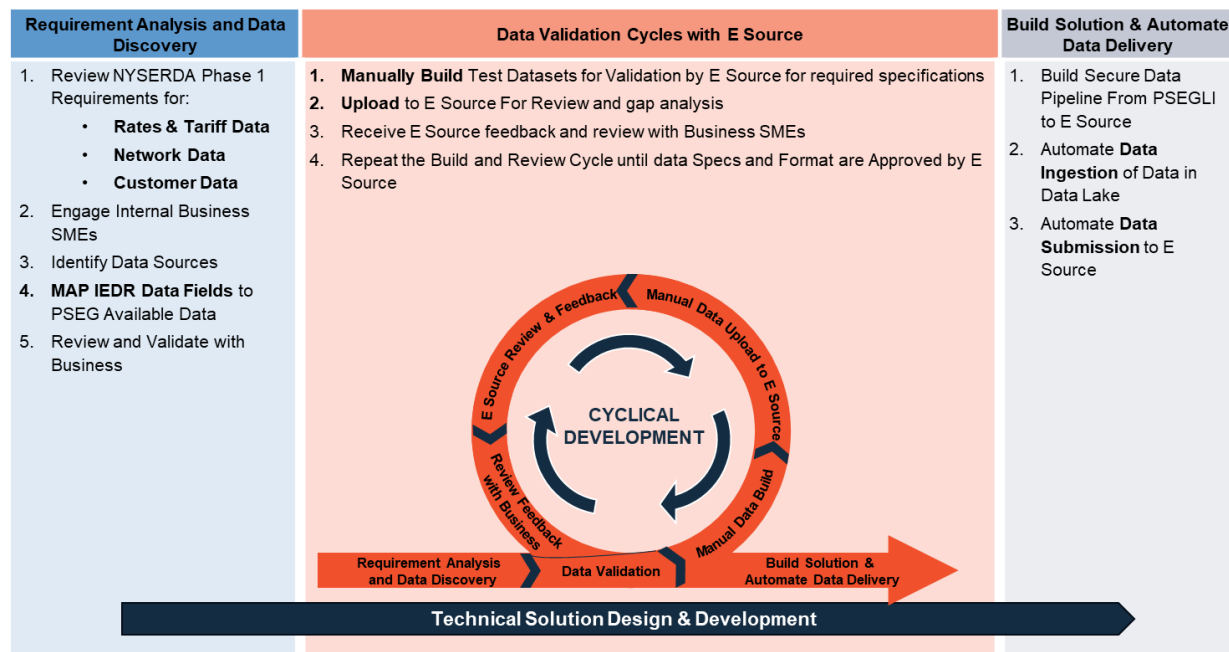 Requirement Analysis and Data
Discovery
1. Review NYSERDA Phase 1
Requirements for:
• Rates & Tariff Data
• Network Data
• Customer Data
2. Engage Internal Business
SMEs
3. Identify Data Sources
4. MAP IEDR Data Fields to
PSEG Available Data
5. Review and Validate with
Business
Data Validation Cycles with E Source
1. Manually Build Test Datasets for Validation by E Source for required specifications
2. Upload to E Source For Review and gap analysis
3. Receive E Source feedback and review with Business SMEs
4. Repeat the Build and Review Cycle until data Specs and Format are Approved by E
Source
E Source Review & Feedback
Manual Data Upload to E Source
CYCLICAL
DEVELOPMENT
Review Feedback
with Business
Manual Data Build
Requirement Analysis
and Data Discovery
Data Validation
Build Solution &
Automate Data Delivery
Build Solution & Automate
Data Delivery
1. Build Secure Data
Pipeline From PSEGLI
to E Source
2. Automate Data
Ingestion of Data in
Data Lake
3. Automate Data
Submission to E
Source
Technical Solution Design & Development